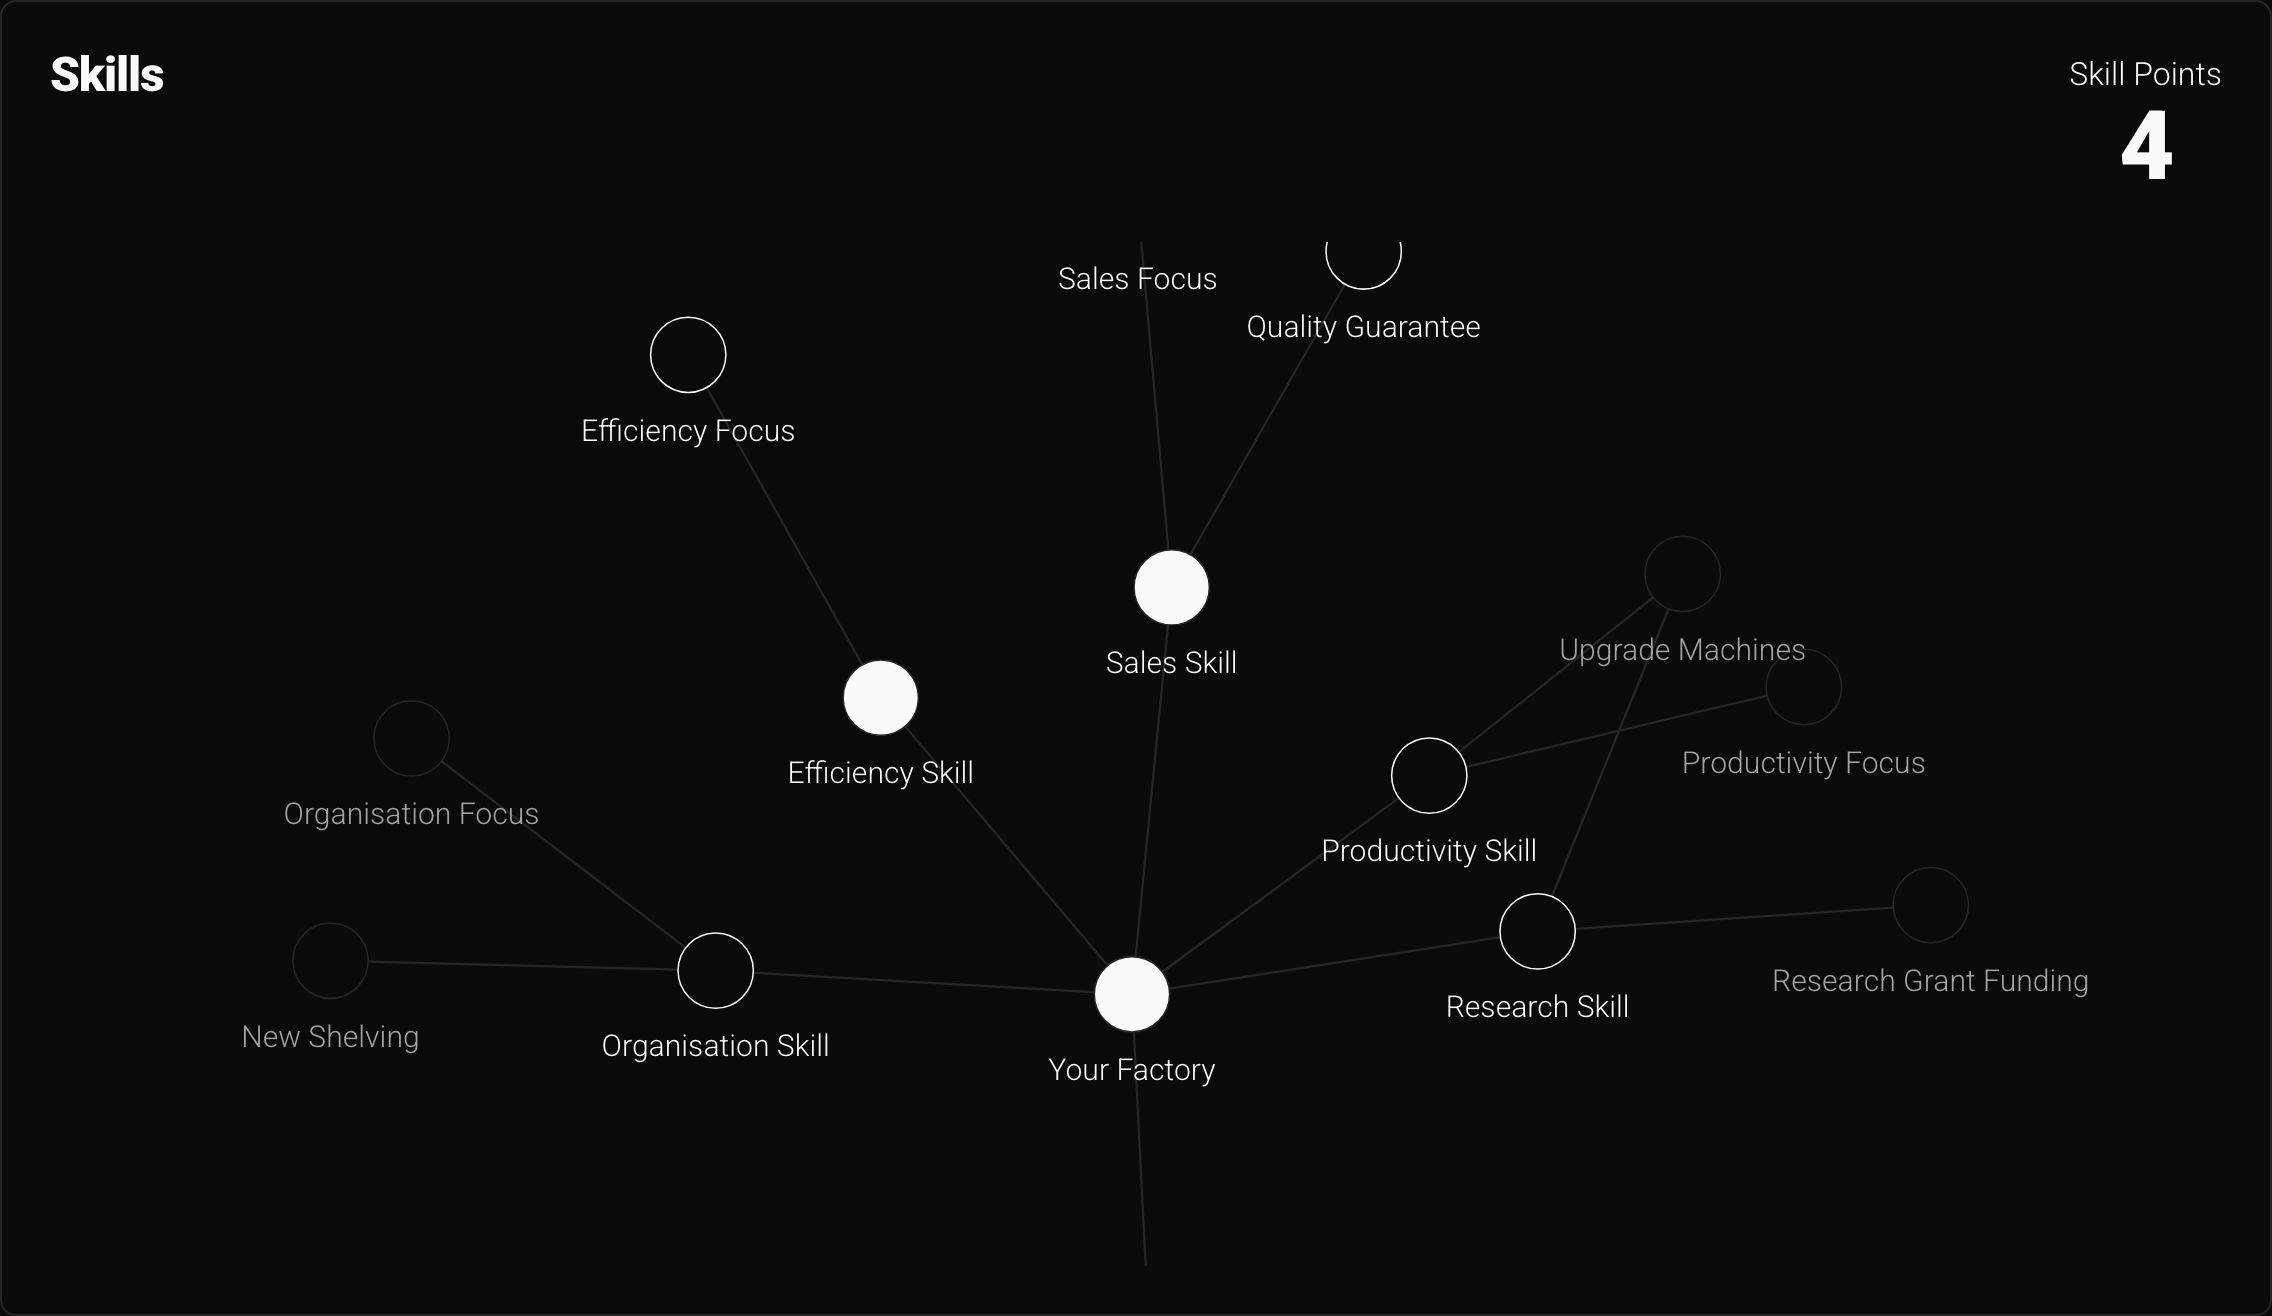 Skills
Skill Points
4
Sales Focus
Quality Guarantee
Efficiency Focus
Sales Skill
Upgrade Machines
Efficiency Skill
Productivity Focus
Organisation Focus
Productivity Skill
Research Grant Funding
Research Skill
New Shelving
Organisation Skill
Your Factory